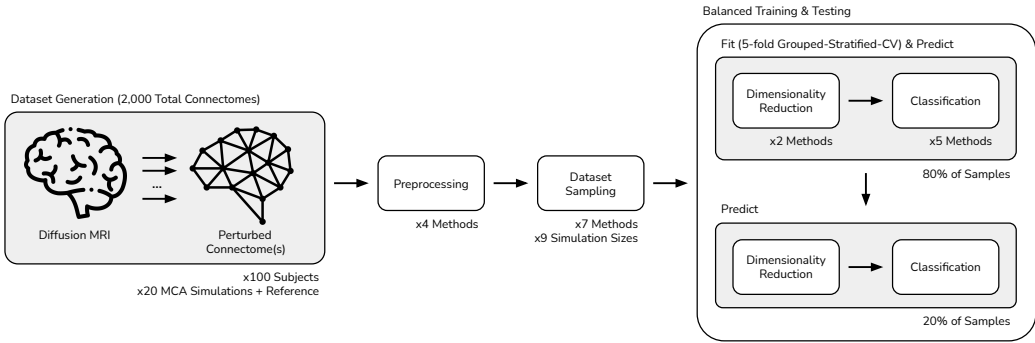 Dataset Generation (2,000 Total Connectomes)
...
Diffusion MRI
Perturbed
Connectome(s)
x100 Subjects
x20 MCA Simulations + Reference
Preprocessing
x4 Methods
Dataset
Sampling
x7 Methods
x9 Simulation Sizes
Balanced Training & Testing
Fit (5-fold Grouped-Stratified-CV) & Predict
Dimensionality
Reduction
x2 Methods
Classification
x5 Methods
80% of Samples
Predict
Dimensionality
Reduction
Classification
20% of Samples